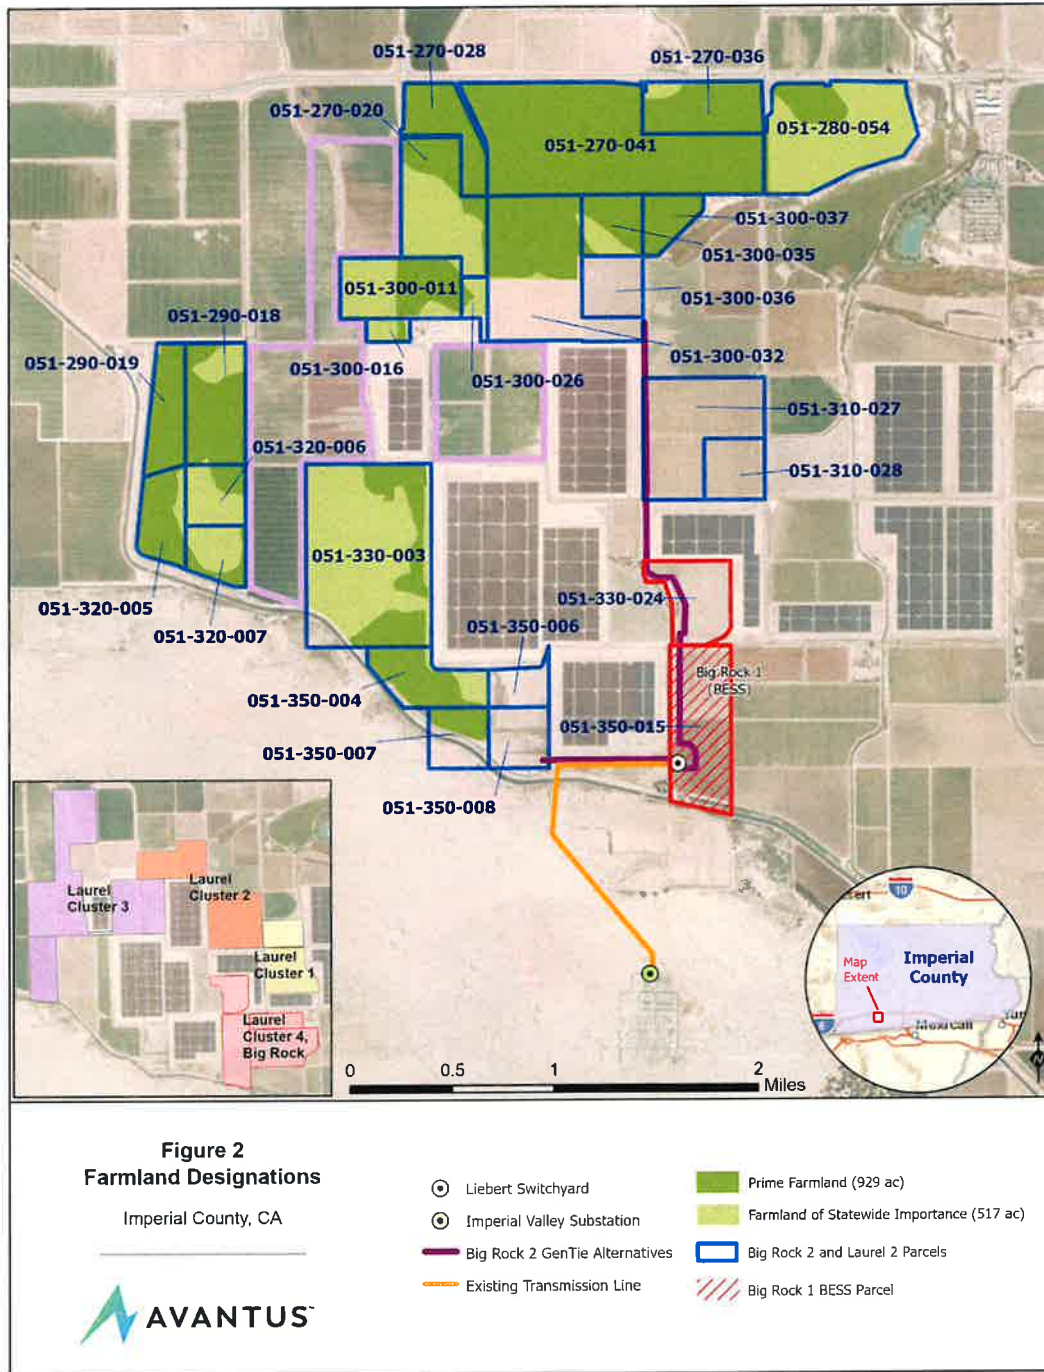 051-270-028
051-270-036
051-270-020
051-280-054
051-270-041
051-300-037
051-300-035
051-300-011
051-300-036
051-290-018
051-300-032
051-290-019
051-300-016
051-300-026
051-310-027
051-320-006
051-310-028
051-330-003
051-330-024
051-320-005
051-320-007
051-350-006
Big Rock 1
(BESS)
051-350-004
051-350-015
051-350-007
051-350-008
Laurel
Cluster 3
Laurel
Cluster 2
Laurel
Cluster 1
Laurel
Cluster 4,
Big Rock
10
Imperial
County
Map
Extent
Mexicali
N
0
0.5
1
2
Miles
Figure 2
Farmland Designations
Imperial County, CA
AVANTUS
Liebert Switchyard
Imperial Valley Substation
Big Rock 2 GenTie Alternatives
Existing Transmission Line
Prime Farmland (929 ac)
Farmland of Statewide Importance (517 ac)
Big Rock 2 and Laurel 2 Parcels
Big Rock 1 BESS Parcel